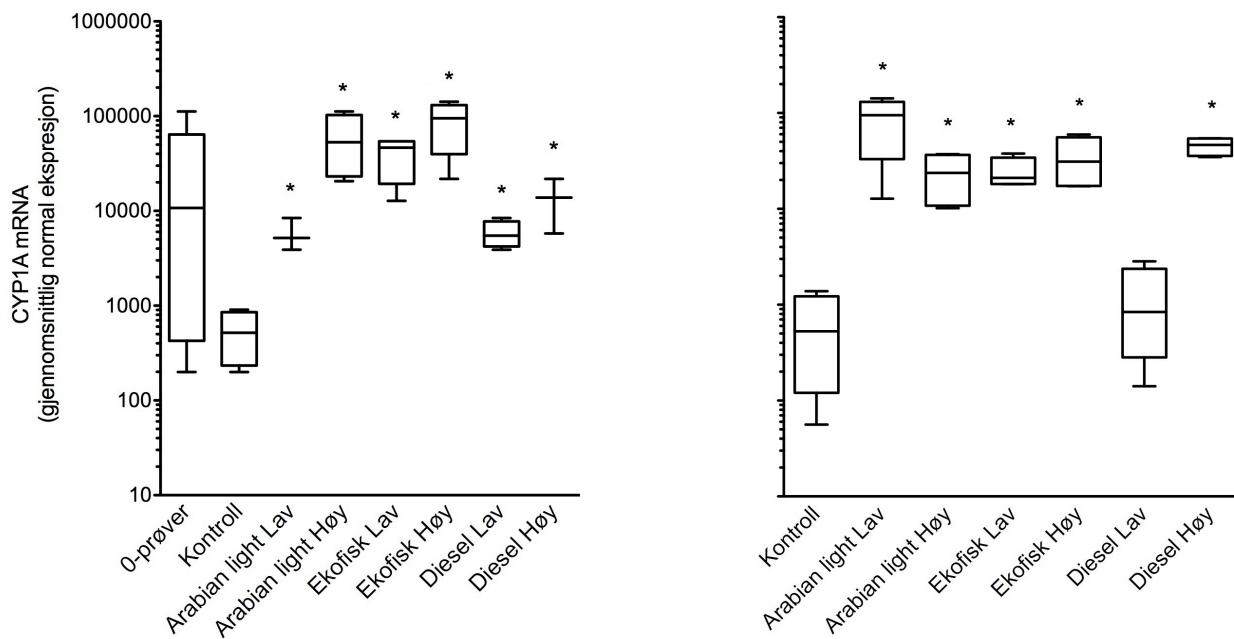 CYP1A mRNA
(gjennomsnittlig normal ekspresjon)
1000000
100000
10000
1000
100
10
*
*
*
*
*
*
0-prøver
Kontroll
Arabian light Lav
Arabian light Høy
Ekofisk Lav
Ekofisk Høy
Diesel Lav
Diesel Høy
*
*
*
*
*
Kontroll
Arabian light Lav
Arabian light Høy
Ekofisk Lav
Ekofisk Høy
Diesel Lav
Diesel Høy